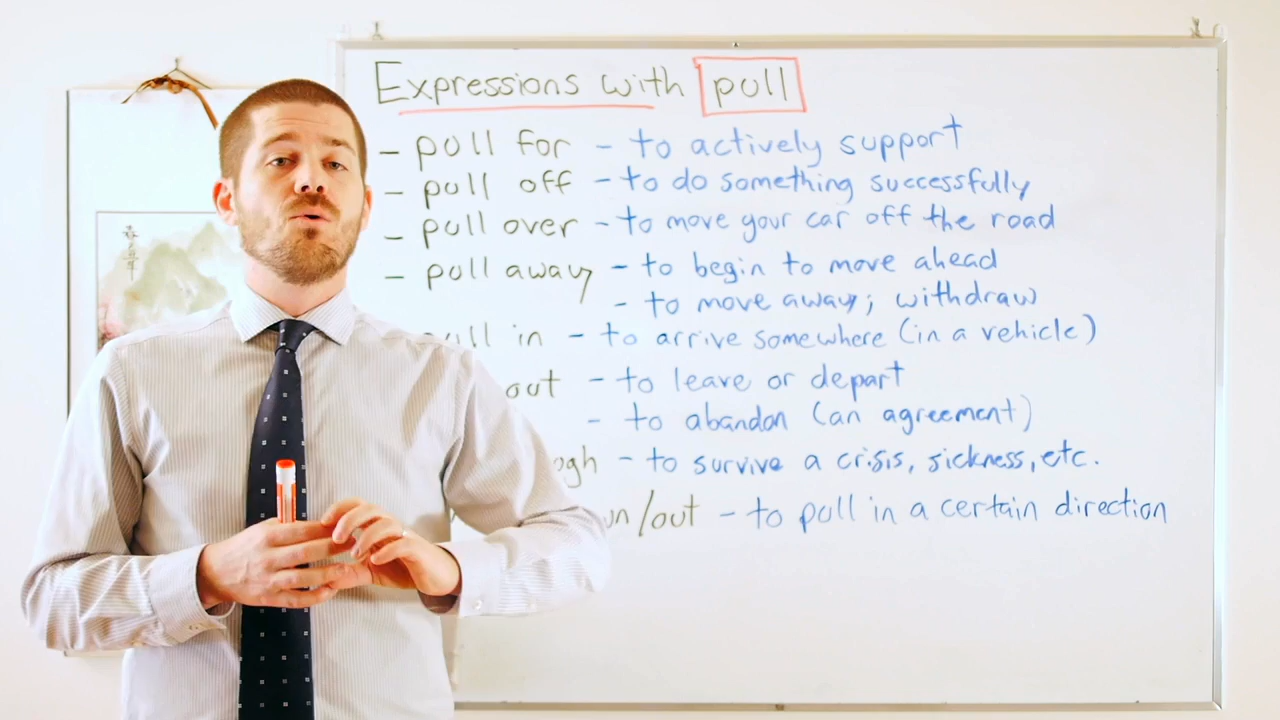 Expressions with pull
- pull for - to actively support
- pull off - to do something successfully
- pull over - to move your car off the road
- pull away - to begin to move ahead
- to move away; withdraw
in - to arrive somewhere (in a vehicle)
out - to leave or depart
- to abandon (an agreement)
- to survive a crisis, sickness, etc.
/out - to pull in a certain direction